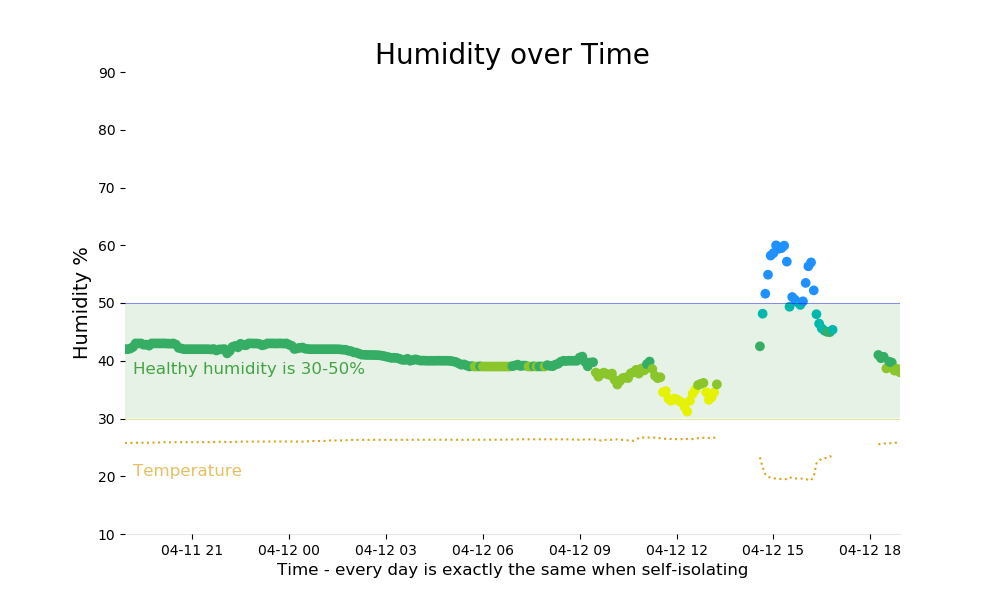 Humidity over Time
90
80
70
60
50
40
30
20
10
Humidity %
Healthy humidity is 30-50%
Temperature
04-11 21 04-12 00 04-12 03 04-12 06 04-12 09 04-12 12 04-12 15 04-12 18
Time - every day is exactly the same when self-isolating